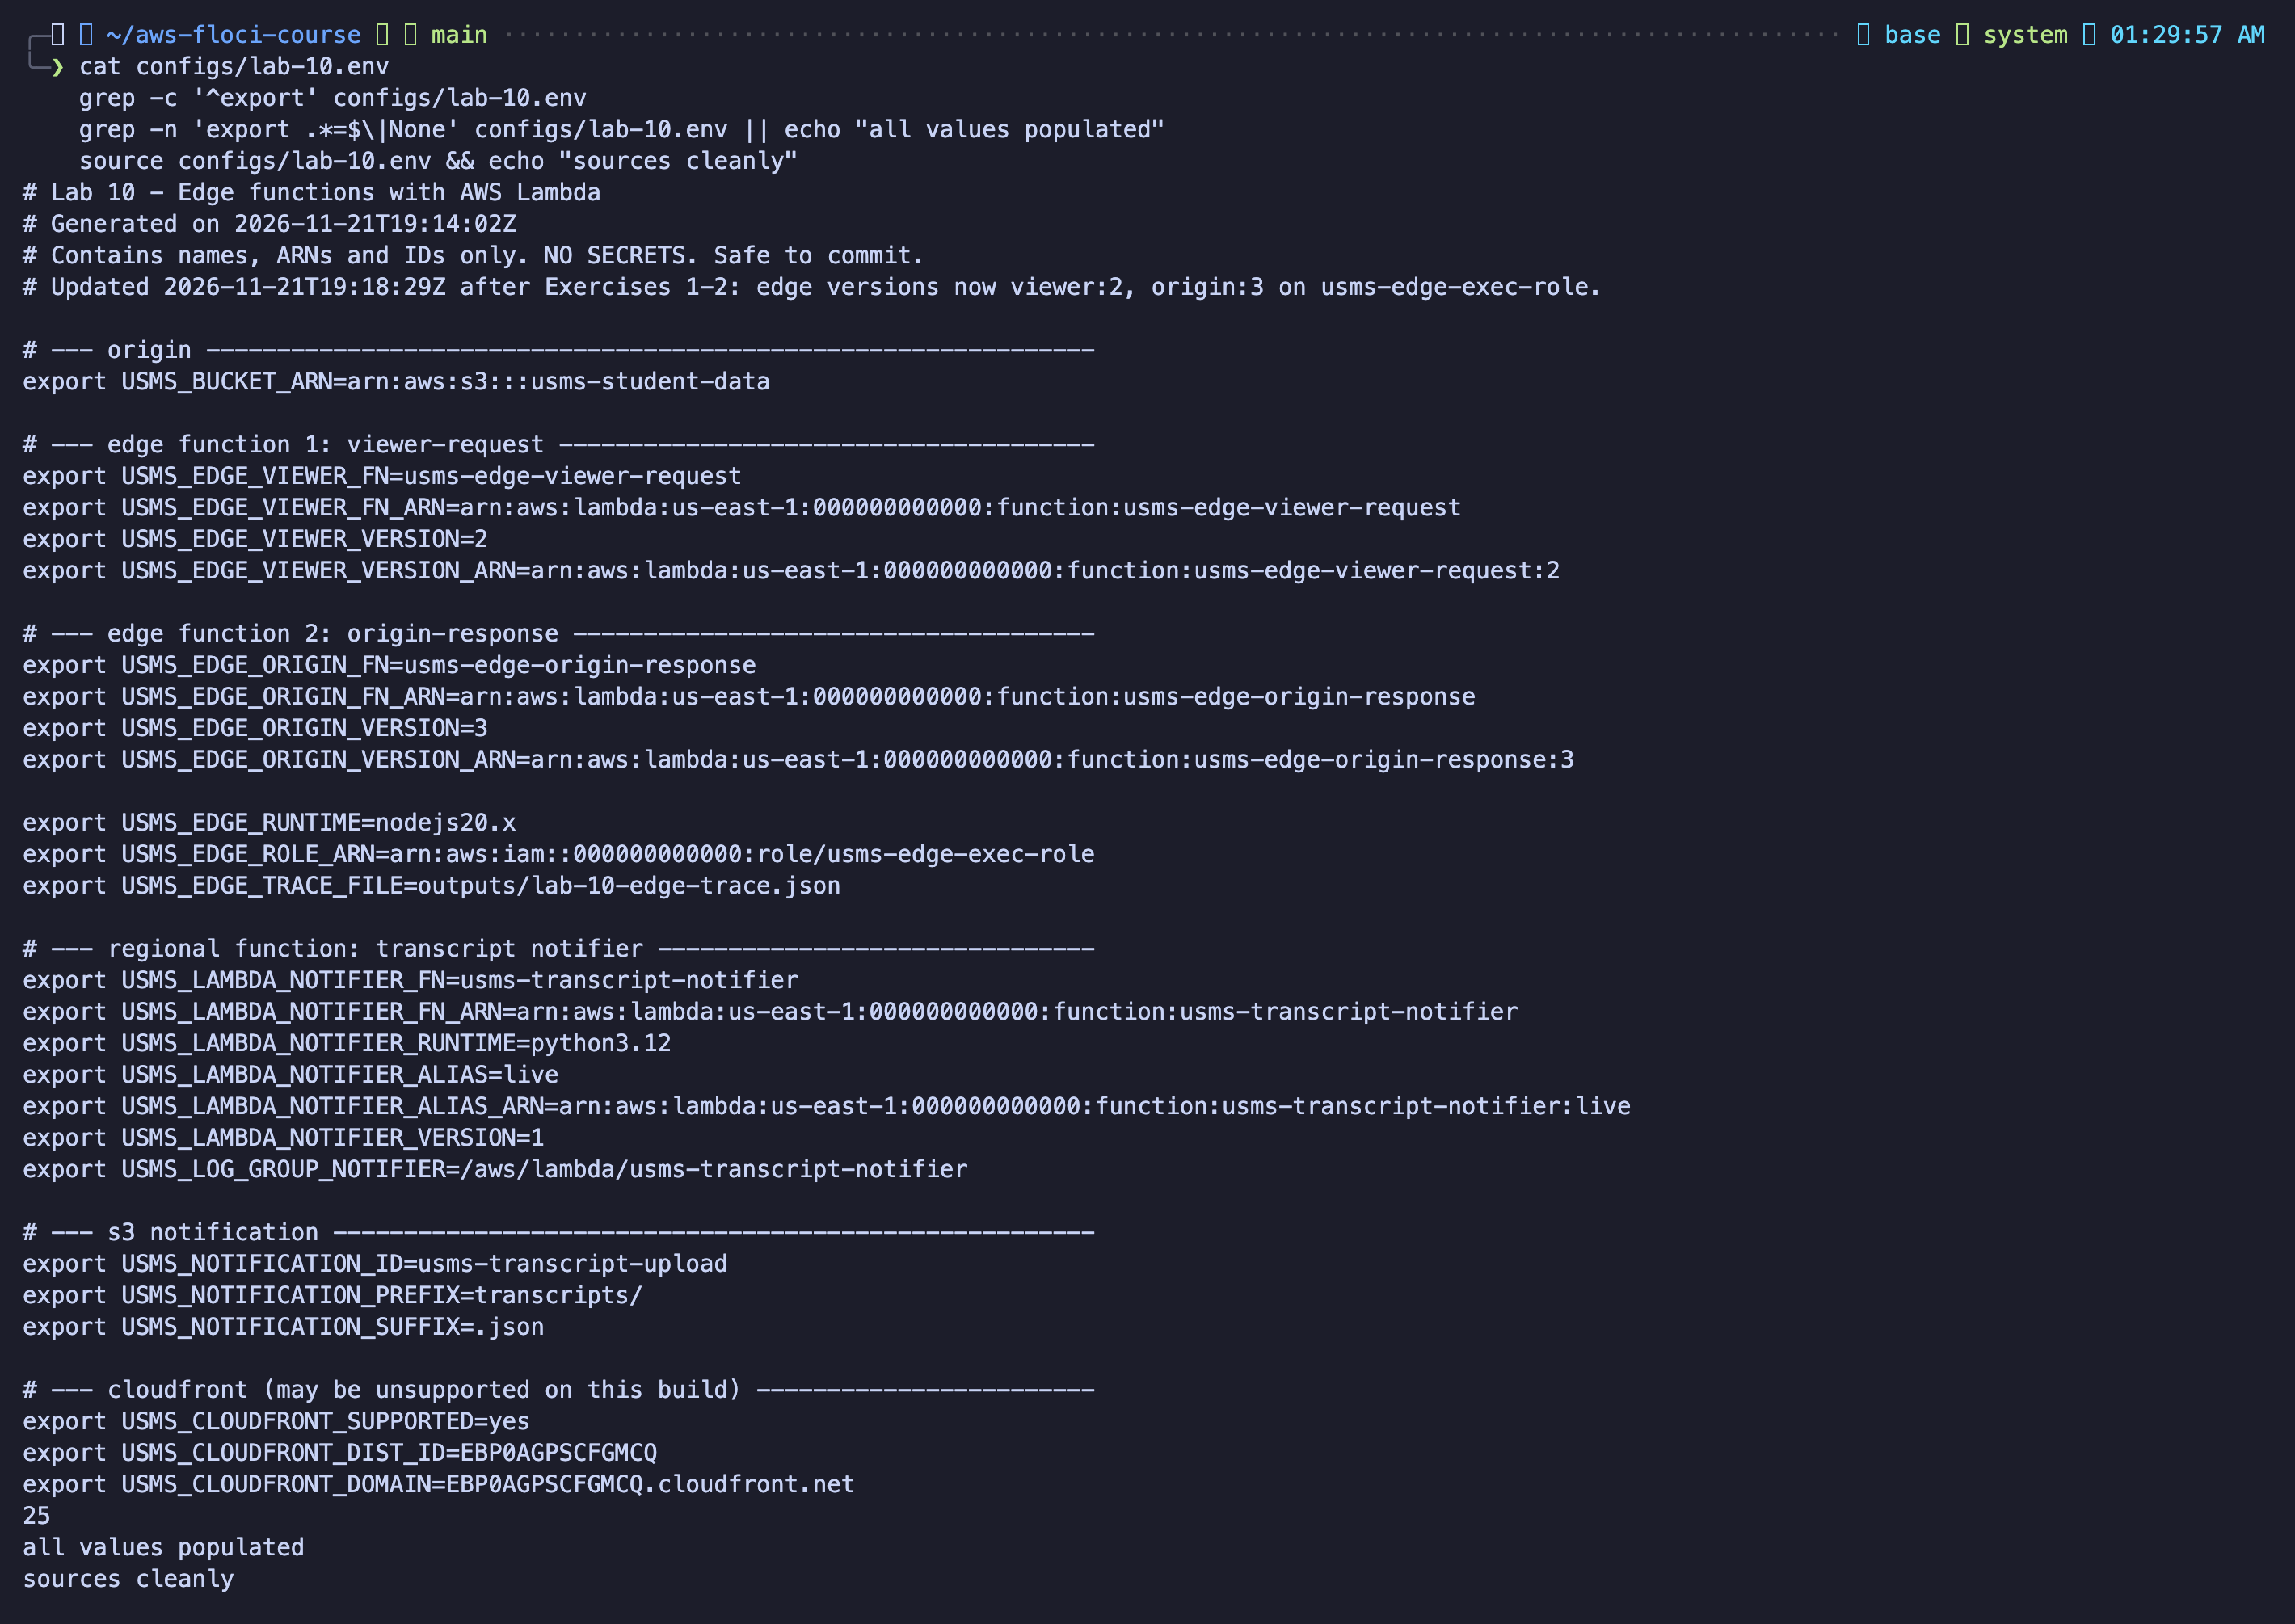 ~/aws-floci-course main base system 01:29:57 AM
❯ cat configs/lab-10.env
grep -c '^export' configs/lab-10.env
grep -n 'export .*=$\|None' configs/lab-10.env || echo "all values populated"
source configs/lab-10.env && echo "sources cleanly"
# Lab 10 - Edge functions with AWS Lambda
# Generated on 2026-11-21T19:14:02Z
# Contains names, ARNs and IDs only. NO SECRETS. Safe to commit.
# Updated 2026-11-21T19:18:29Z after Exercises 1-2: edge versions now viewer:2, origin:3 on usms-edge-exec-role.
# --- origin ---------------------------------------------------------------
export USMS_BUCKET_ARN=arn:aws:s3:::usms-student-data
# --- edge function 1: viewer-request --------------------------------------
export USMS_EDGE_VIEWER_FN=usms-edge-viewer-request
export USMS_EDGE_VIEWER_FN_ARN=arn:aws:lambda:us-east-1:000000000000:function:usms-edge-viewer-request
export USMS_EDGE_VIEWER_VERSION=2
export USMS_EDGE_VIEWER_VERSION_ARN=arn:aws:lambda:us-east-1:000000000000:function:usms-edge-viewer-request:2
# --- edge function 2: origin-response -------------------------------------
export USMS_EDGE_ORIGIN_FN=usms-edge-origin-response
export USMS_EDGE_ORIGIN_FN_ARN=arn:aws:lambda:us-east-1:000000000000:function:usms-edge-origin-response
export USMS_EDGE_ORIGIN_VERSION=3
export USMS_EDGE_ORIGIN_VERSION_ARN=arn:aws:lambda:us-east-1:000000000000:function:usms-edge-origin-response:3
export USMS_EDGE_RUNTIME=nodejs20.x
export USMS_EDGE_ROLE_ARN=arn:aws:iam::000000000000:role/usms-edge-exec-role
export USMS_EDGE_TRACE_FILE=outputs/lab-10-edge-trace.json
# --- regional function: transcript notifier -------------------------------
export USMS_LAMBDA_NOTIFIER_FN=usms-transcript-notifier
export USMS_LAMBDA_NOTIFIER_FN_ARN=arn:aws:lambda:us-east-1:000000000000:function:usms-transcript-notifier
export USMS_LAMBDA_NOTIFIER_RUNTIME=python3.12
export USMS_LAMBDA_NOTIFIER_ALIAS=live
export USMS_LAMBDA_NOTIFIER_ALIAS_ARN=arn:aws:lambda:us-east-1:000000000000:function:usms-transcript-notifier:live
export USMS_LAMBDA_NOTIFIER_VERSION=1
export USMS_LOG_GROUP_NOTIFIER=/aws/lambda/usms-transcript-notifier
# --- s3 notification ------------------------------------------------------
export USMS_NOTIFICATION_ID=usms-transcript-upload
export USMS_NOTIFICATION_PREFIX=transcripts/
export USMS_NOTIFICATION_SUFFIX=.json
# --- cloudfront (may be unsupported on this build) ------------------------
export USMS_CLOUDFRONT_SUPPORTED=yes
export USMS_CLOUDFRONT_DIST_ID=EBP0AGPSCFGMCQ
export USMS_CLOUDFRONT_DOMAIN=EBP0AGPSCFGMCQ.cloudfront.net
25
all values populated
sources cleanly